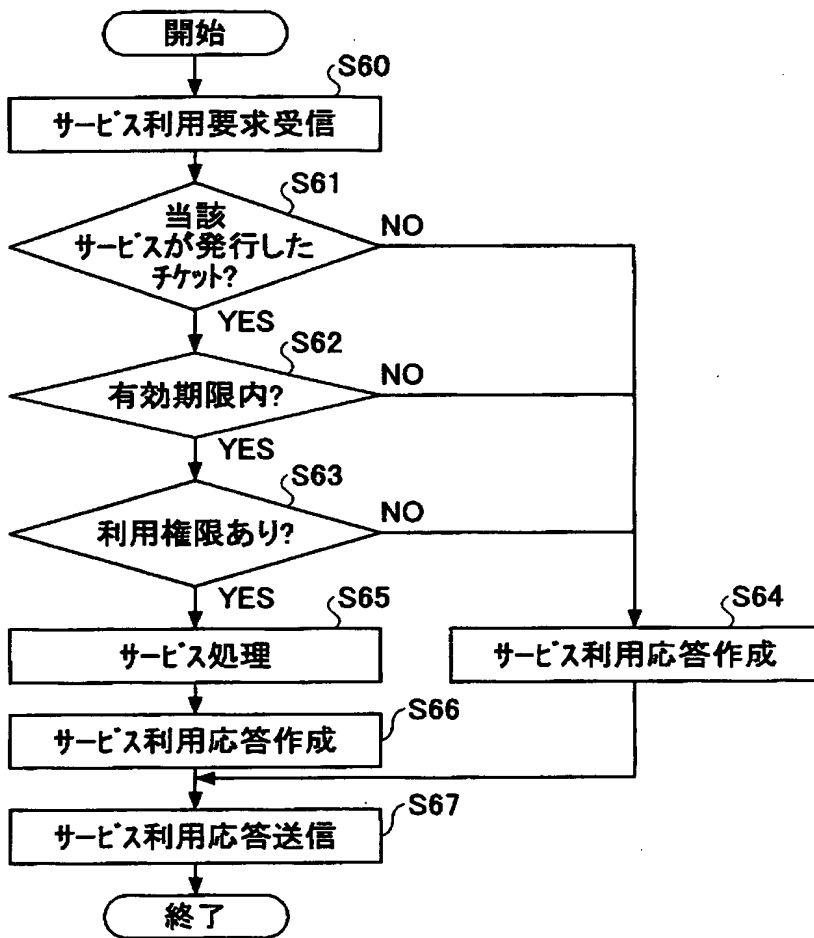 開始
S60
サービス利用要求受信
S61
当該
サービスが発行した
チケット?
NO
YES
S62
有効期限内?
NO
YES
S63
利用権限あり?
NO
YES
S65
サービス処理
S64
サービス利用応答作成
S66
サービス利用応答作成
S67
サービス利用応答送信
終了